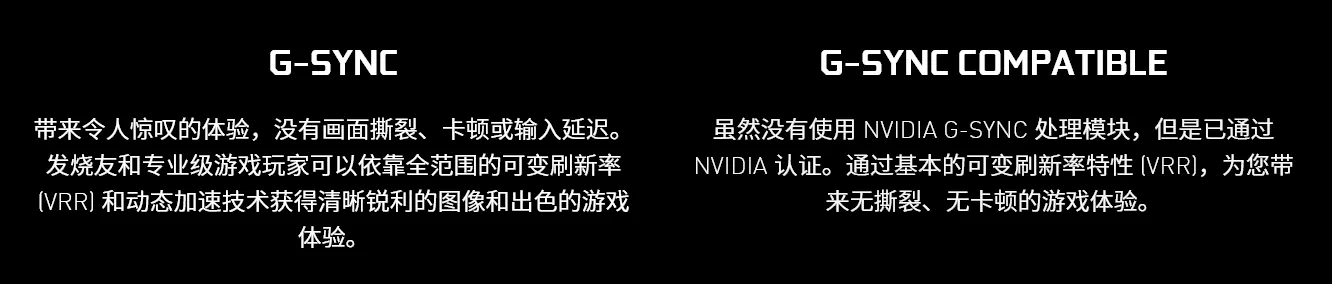 G-SYNC
带来令人惊叹的体验，没有画面撕裂、卡顿或输入延迟。
发烧友和专业级游戏玩家可以依靠全范围的可变刷新率
(VRR) 和动态加速技术获得清晰锐利的图像和出色的游戏
体验。
G-SYNC COMPATIBLE
虽然没有使用 NVIDIA G-SYNC 处理模块，但是已通过
NVIDIA 认证。通过基本的可变刷新率特性 (VRR)，为您带
来无撕裂、无卡顿的游戏体验。